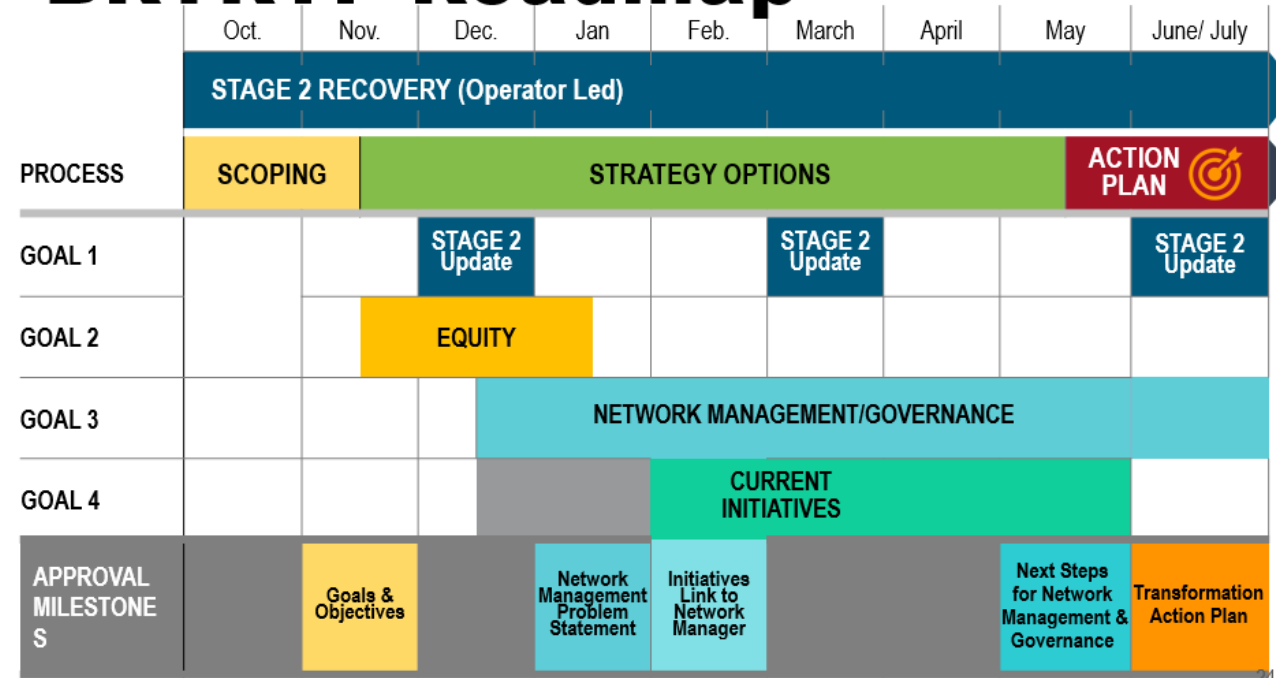 Roadmap
Oct. Nov. Dec. Jan Feb. March April May June/ July
STAGE 2 RECOVERY (Operator Led)
PROCESS
SCOPING
STRATEGY OPTIONS
ACTION
PLAN
GOAL 1
STAGE 2
Update
STAGE 2
Update
STAGE 2
Update
GOAL 2
EQUITY
GOAL 3
NETWORK MANAGEMENT/GOVERNANCE
GOAL 4
CURRENT
INITIATIVES
APPROVAL
MILESTONE
S
Goals &
Objectives
Network
Management
Problem
Statement
Initiatives
Link to
Network
Manager
Next Steps
for Network
Management &
Governance
Transformation
Action Plan